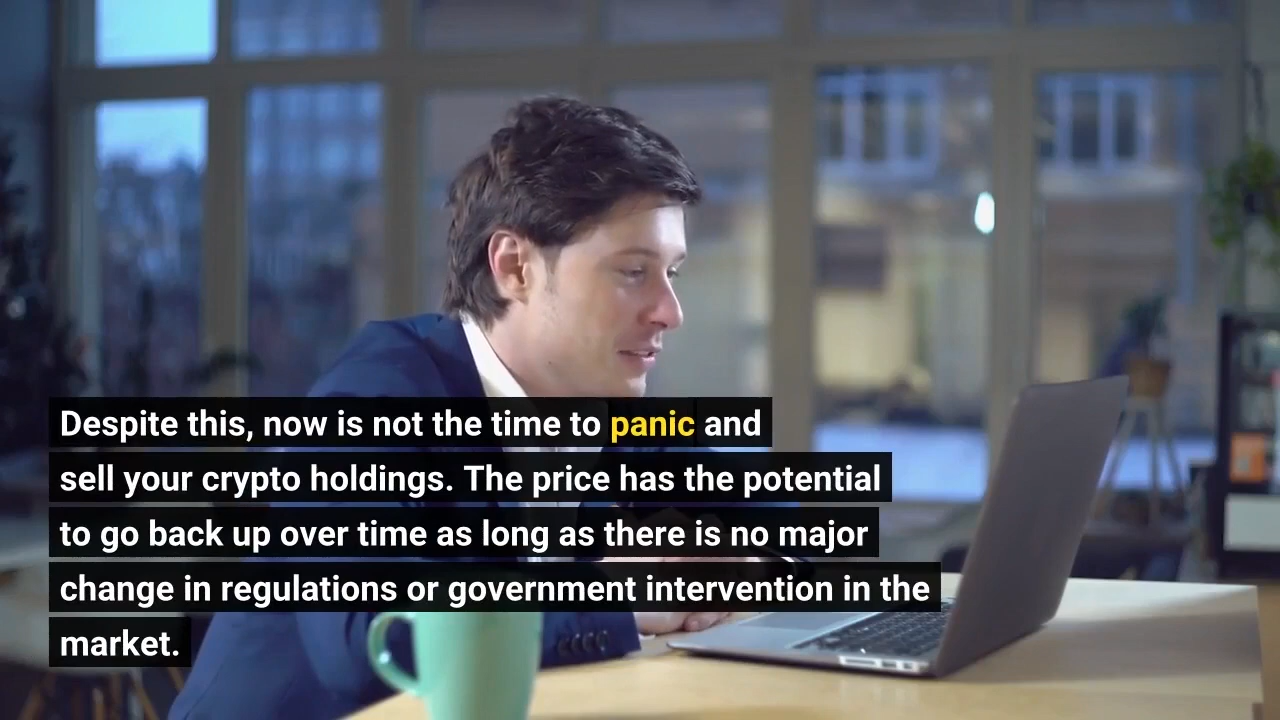 Despite this, now is not the time to panic and
sell your crypto holdings. The price has the potential
to go back up over time as long as there is no major
change in regulations or government intervention in the
market.